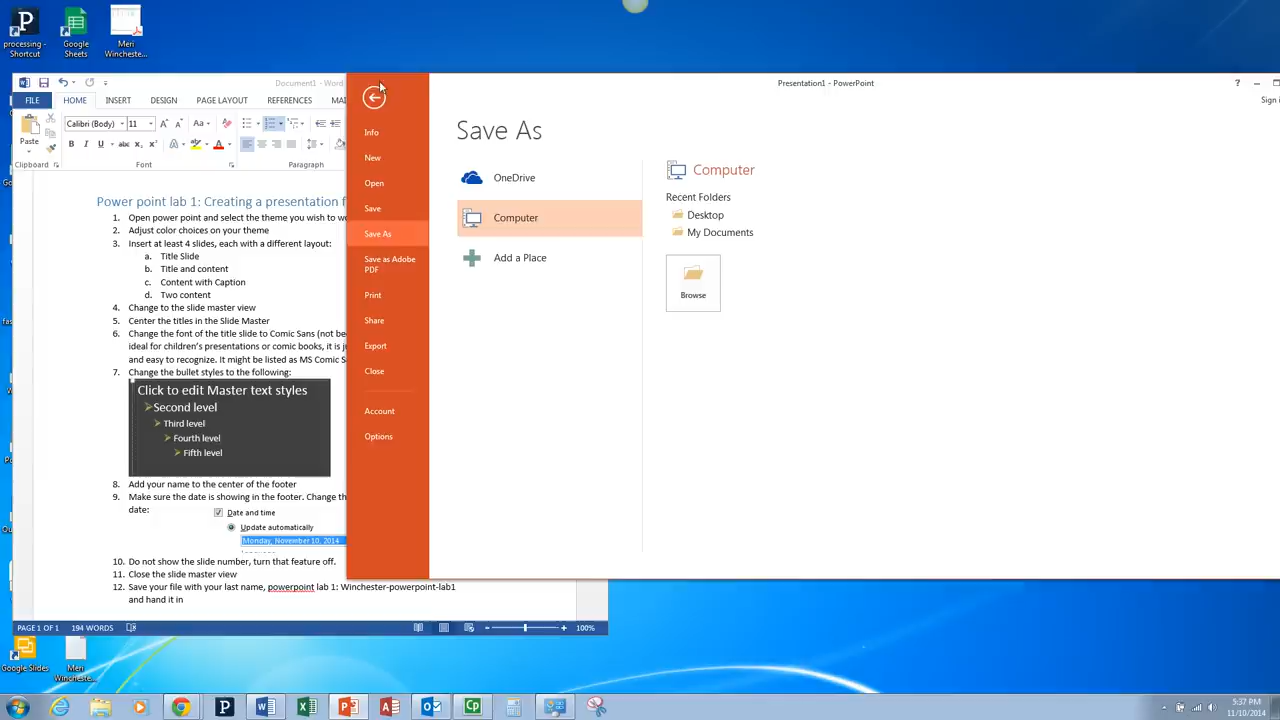 processing -
Shortcut
Google
Sheets
Meri
Wincheste...
Document1 - Word
FILE
HOME
INSERT
DESIGN
PAGE LAYOUT
REFERENCES
MAI
Paste
Calibri (Body)
11
Aa
B I U abc x₂ x²
Clipboard
Font
Paragraph
Power point lab 1: Creating a presentation f
1. Open power point and select the theme you wish to wo
2. Adjust color choices on your theme
3. Insert at least 4 slides, each with a different layout:
a. Title Slide
b. Title and content
c. Content with Caption
d. Two content
4. Change to the slide master view
5. Center the titles in the Slide Master
6. Change the font of the title slide to Comic Sans (not be
ideal for children's presentations or comic books, it is ju
and easy to recognize. It might be listed as MS Comic S
7. Change the bullet styles to the following:
Click to edit Master text styles
Second level
Third level
Fourth level
Fifth level
8. Add your name to the center of the footer
9. Make sure the date is showing in the footer. Change th
date:
Date and time
Update automatically
Monday, November 10, 2014
10. Do not show the slide number, turn that feature off.
11. Close the slide master view
12. Save your file with your last name, powerpoint lab 1: Winchester-powerpoint-lab1
and hand it in
PAGE 1 OF 1
194 WORDS
100%
Presentation1 - PowerPoint
?
Sign i
Info
New
Open
Save
Save As
Save as Adobe
PDF
Print
Share
Export
Close
Account
Options
Save As
OneDrive
Computer
Add a Place
Computer
Recent Folders
Desktop
My Documents
Browse
Google Slides
Meri
Wincheste...
5:37 PM
11/10/2014